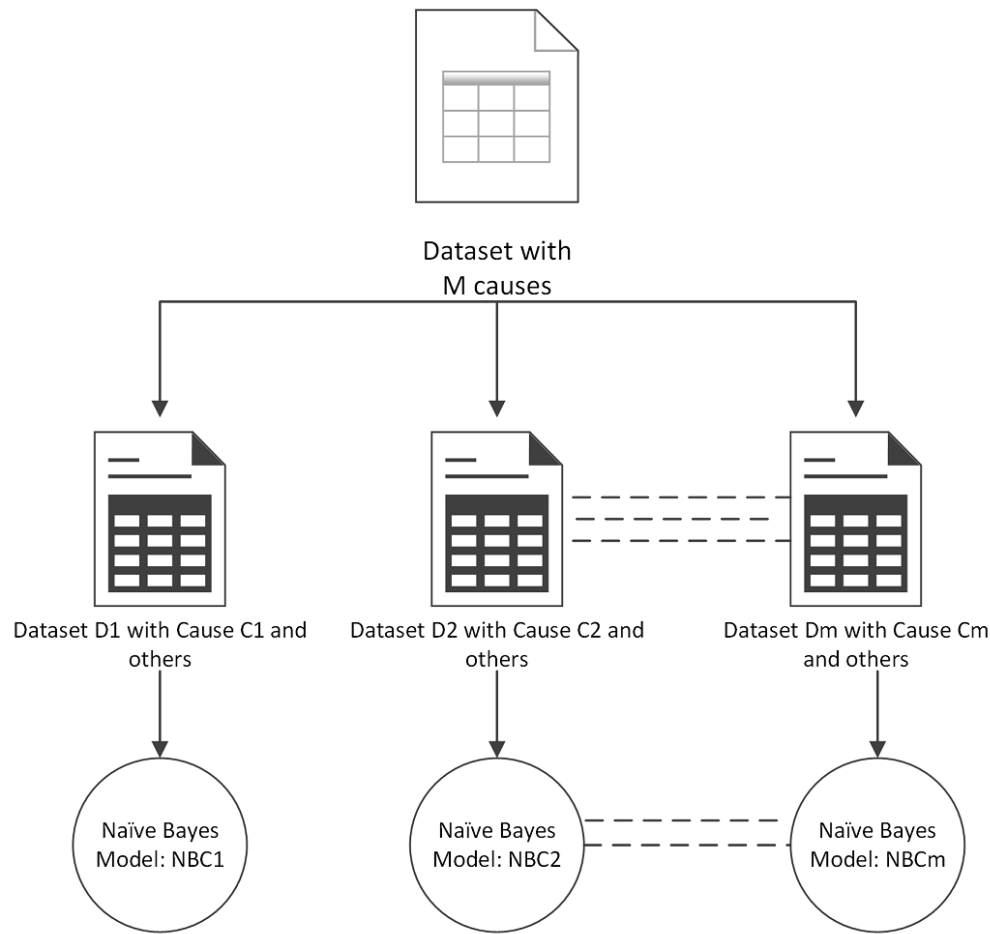 Dataset with
M causes
Dataset D1 with Cause C1 and
others
Dataset D2 with Cause C2 and
others
Dataset Dm with Cause Cm
and others
Naïve Bayes
Model: NBC1
Naïve Bayes
Model: NBC2
Naïve Bayes
Model: NBCm